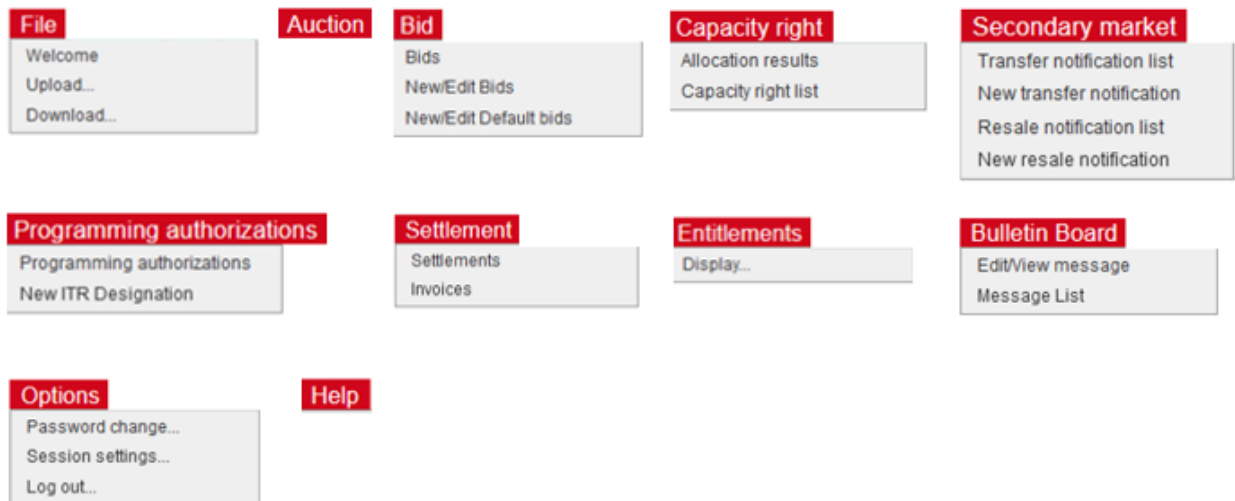 File
Welcome
Upload...
Download...
Auction
Bid
Bids
New/Edit Bids
New/Edit Default bids
Capacity right
Allocation results
Capacity right list
Secondary market
Transfer notification list
New transfer notification
Resale notification list
New resale notification
Programming authorizations
Programming authorizations
New ITR Designation
Settlement
Settlements
Invoices
Entitlements
Display...
Bulletin Board
Edit/View message
Message List
Options
Password change...
Session settings...
Log out...
Help